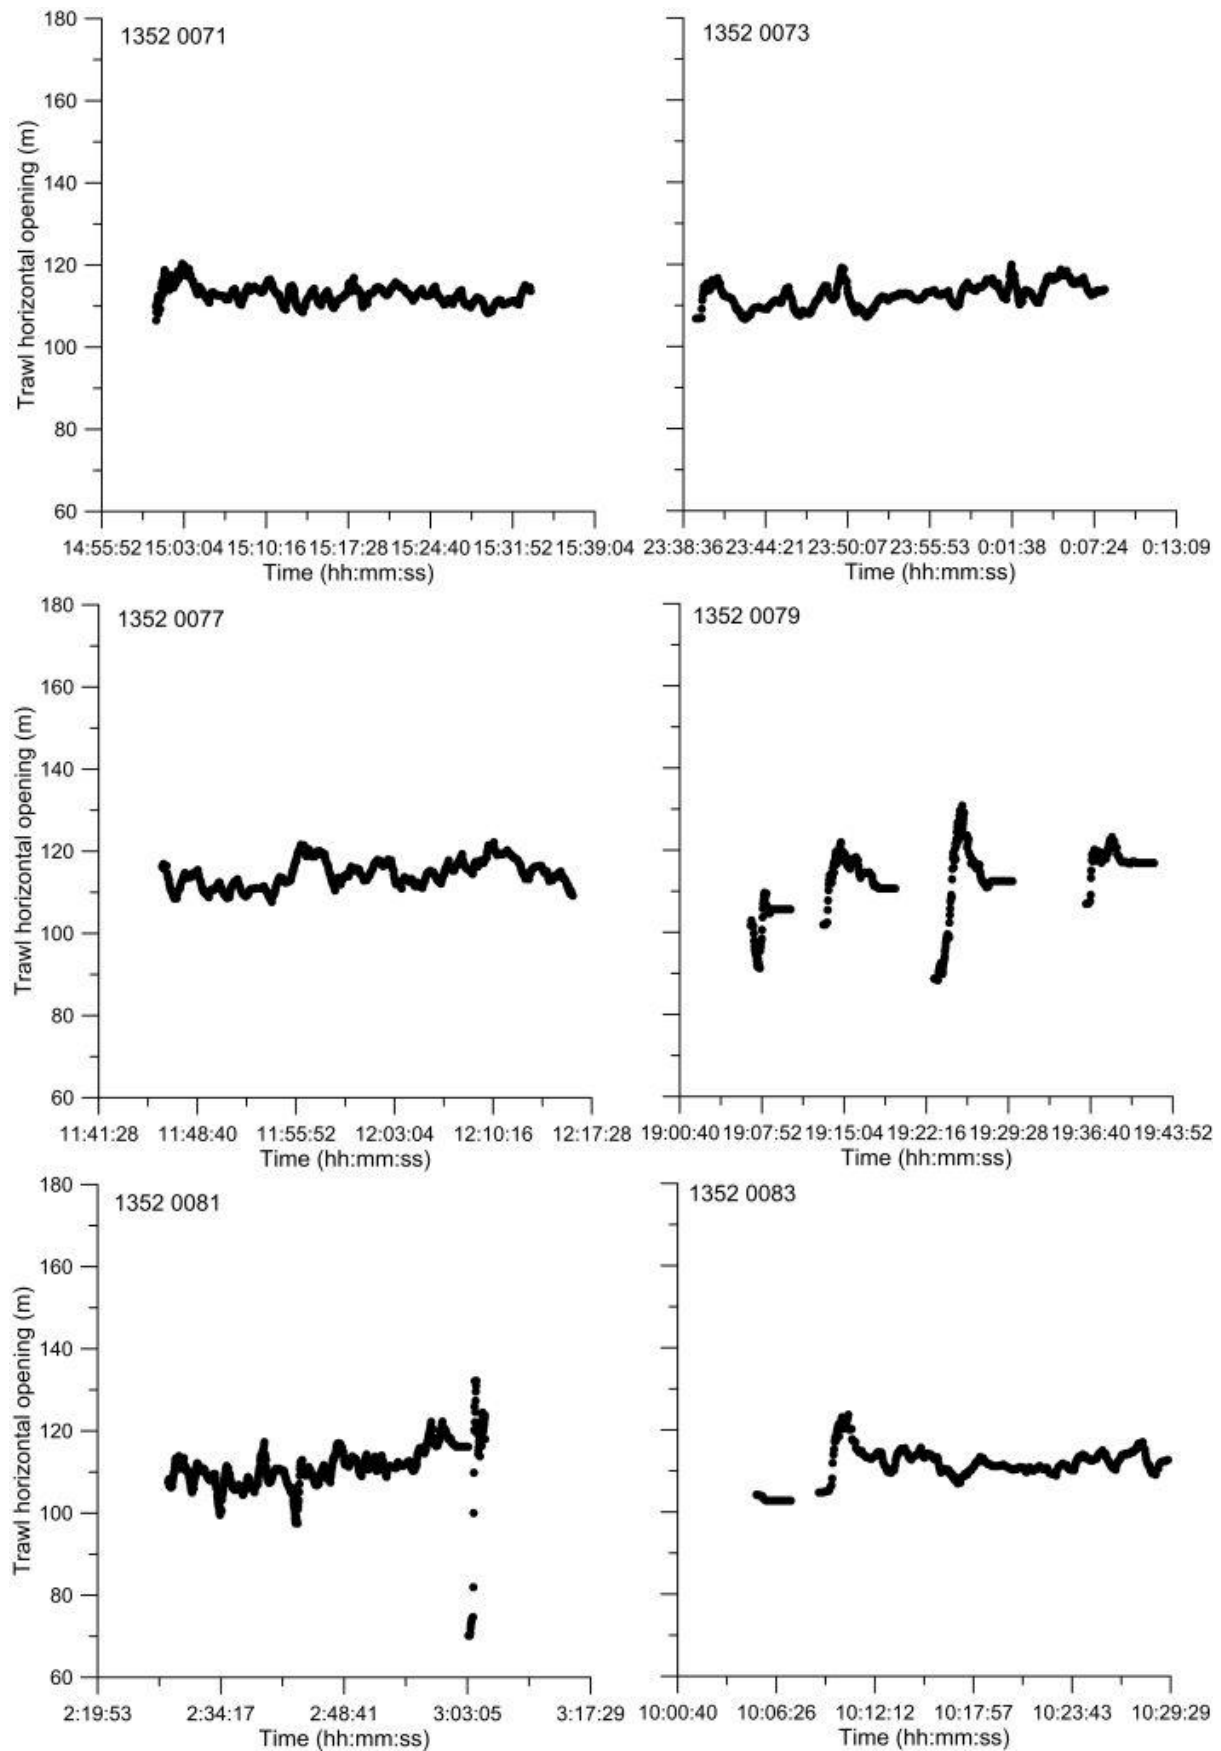 1352 0071
180
160
140
120
100
80
60
Trawl horizontal opening (m)
14:55:52 15:03:04 15:10:16 15:17:28 15:24:40 15:31:52 15:39:04
Time (hh:mm:ss)
1352 0073
23:38:36 23:44:21 23:50:07 23:55:53 0:01:38 0:07:24 0:13:09
Time (hh:mm:ss)
1352 0077
180
160
140
120
100
80
60
Trawl horizontal opening (m)
11:41:28 11:48:40 11:55:52 12:03:04 12:10:16 12:17:28
Time (hh:mm:ss)
1352 0079
19:00:40 19:07:52 19:15:04 19:22:16 19:29:28 19:36:40 19:43:52
Time (hh:mm:ss)
1352 0081
180
160
140
120
100
80
60
Trawl horizontal opening (m)
2:19:53 2:34:17 2:48:41 3:03:05 3:17:29
Time (hh:mm:ss)
1352 0083
10:00:40 10:06:26 10:12:12 10:17:57 10:23:43 10:29:29
Time (hh:mm:ss)